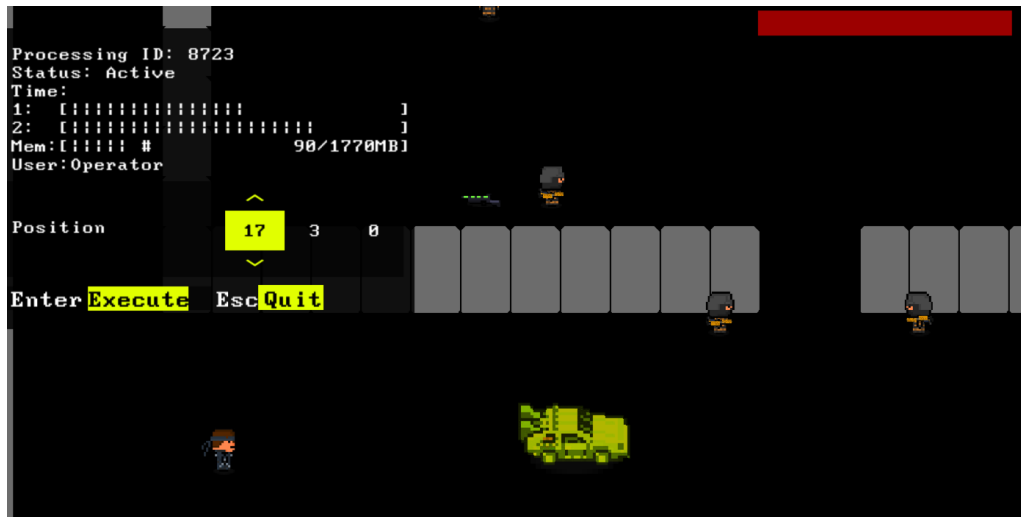 Processing ID: 8723
Status: Active
Time:
1: [¦¦¦¦¦¦¦¦¦¦¦¦¦¦¦¦ ]
2: [¦¦¦¦¦¦¦¦¦¦¦¦¦¦¦¦¦¦¦¦¦¦ ]
Mem:[¦¦¦¦¦ # 90/1770MB]
User:Operator
Position 17 3 0
Enter Execute Esc Quit